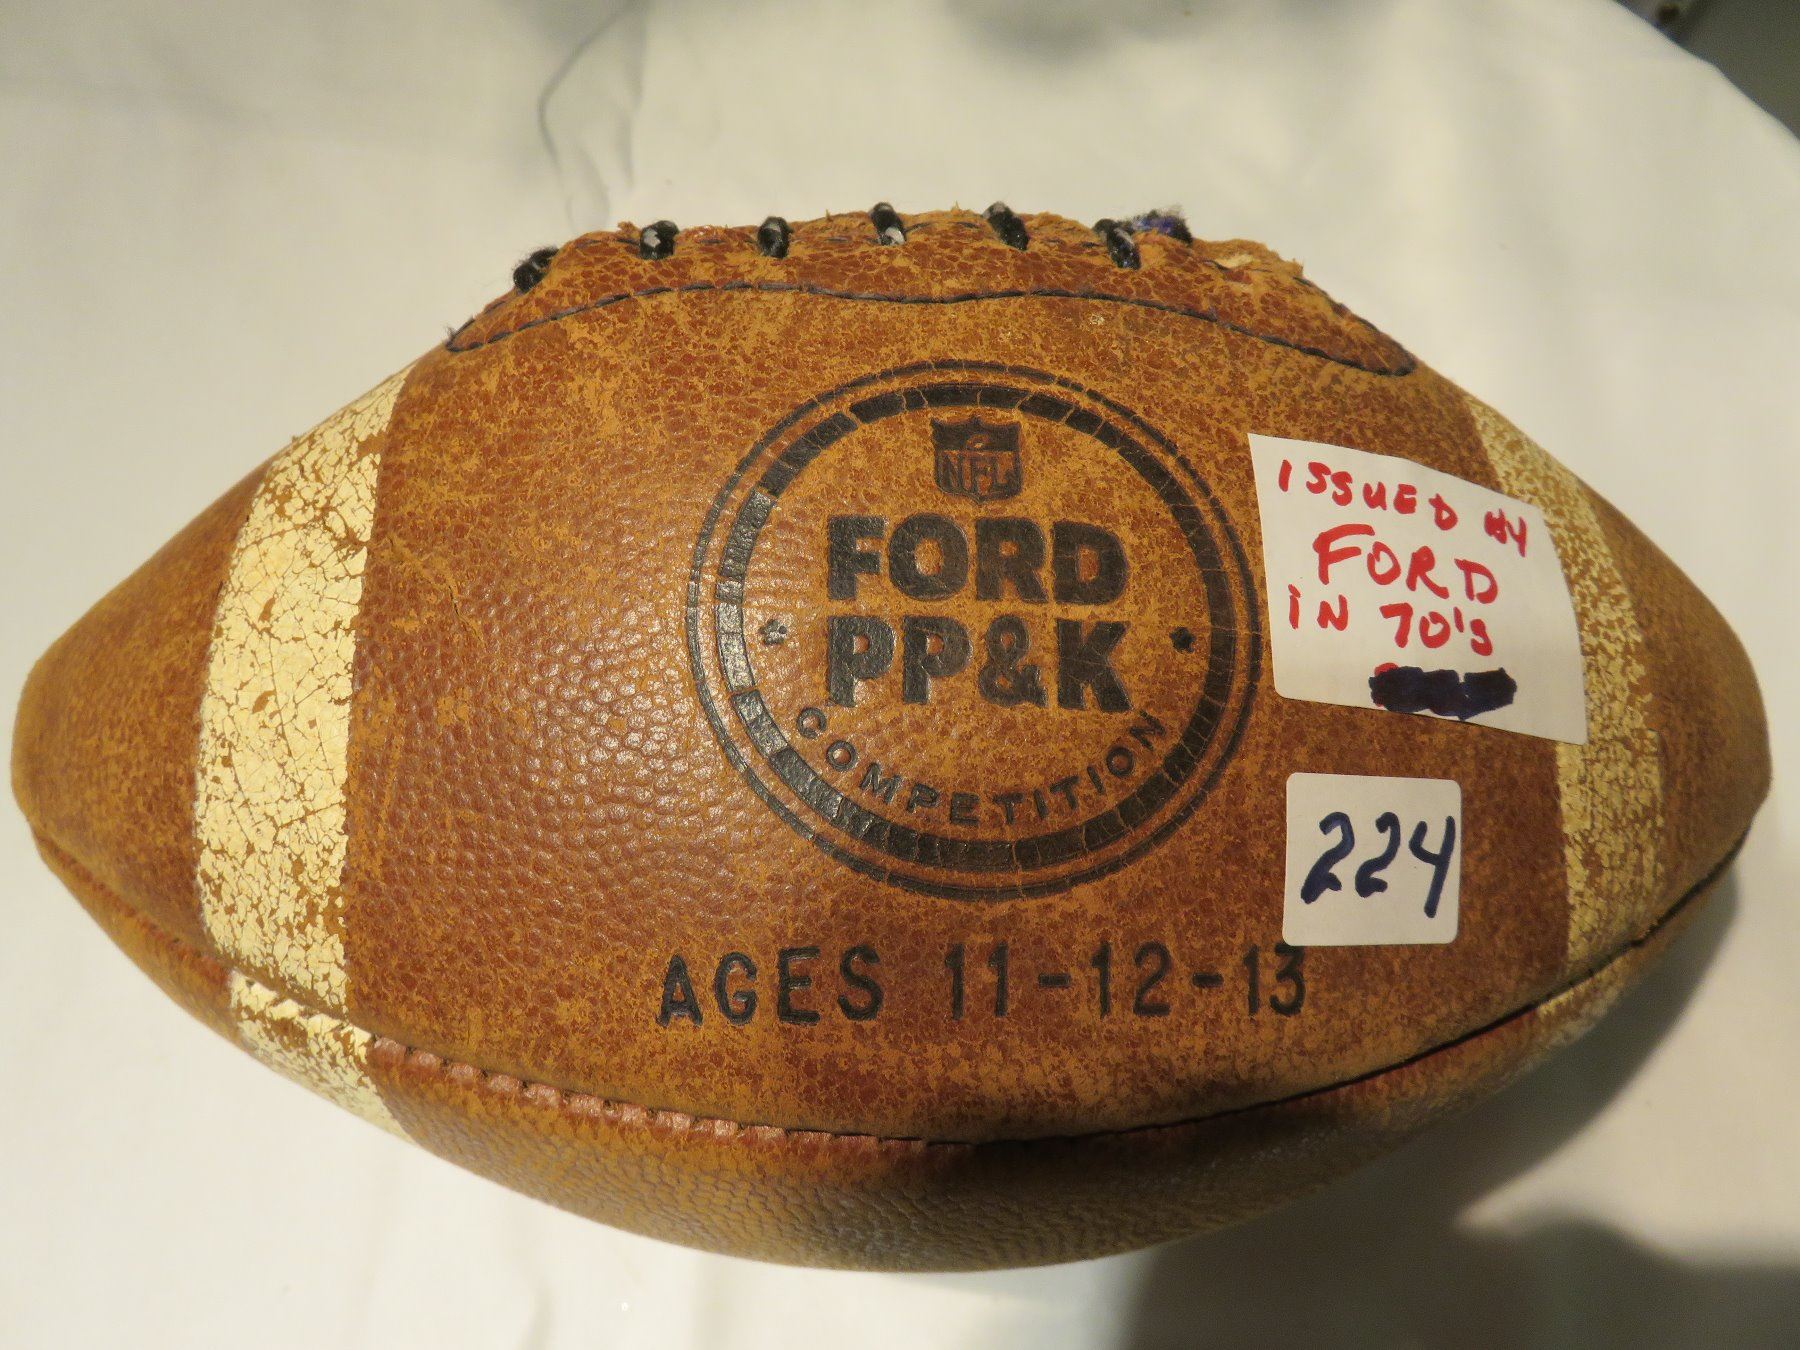 NFL
FORD
PP&K
COMPETITION
AGES 11-12-13
ISSUED BY
FORD
IN 70's
224